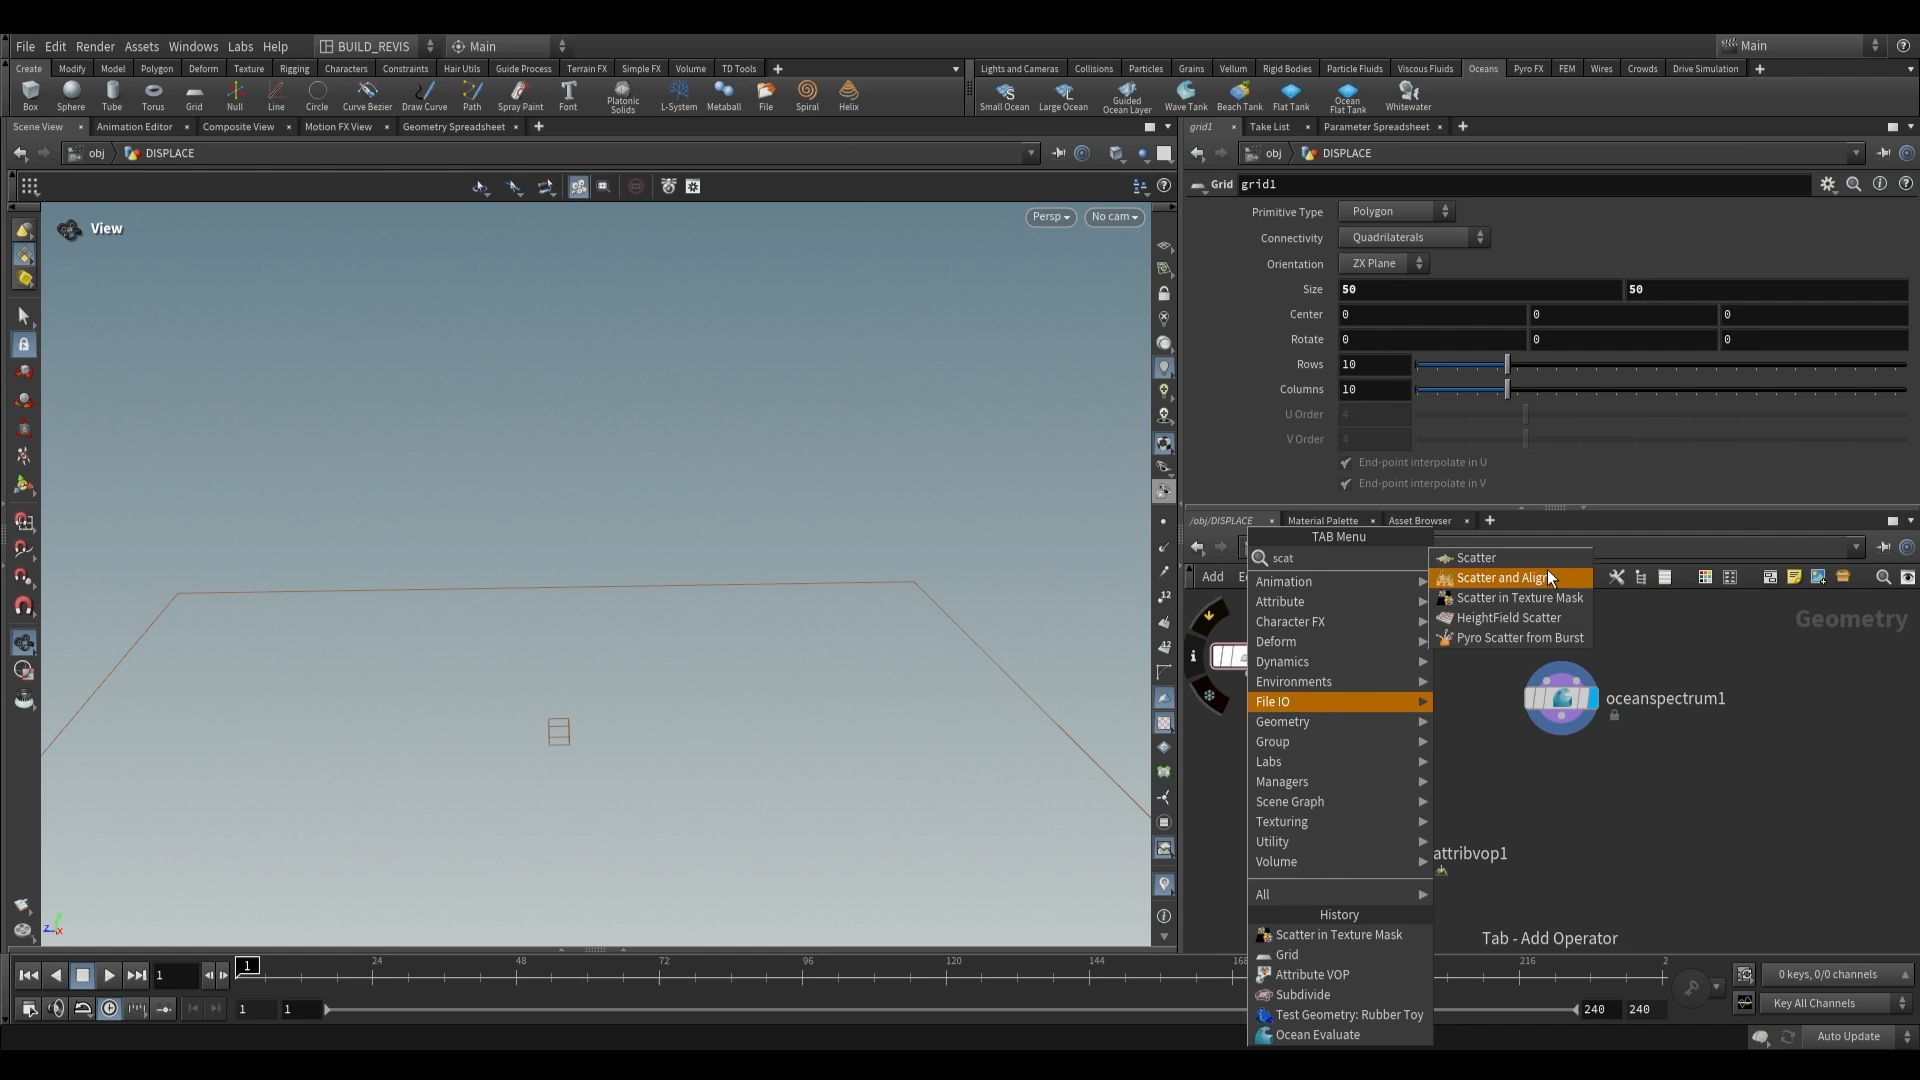 File Edit Render Assets Windows Labs Help BUILD_REVIS Main Main
Create Modify Model Polygon Deform Texture Rigging Characters Constraints Hair Utils Guide Process Terrain FX Simple FX Volume TD Tools
Lights and Cameras Collisions Particles Grains Vellum Rigid Bodies Particle Fluids Viscous Fluids Oceans Pyro FX FEM Wires Crowds Drive Simulation
Box Sphere Tube Torus Grid Null Line Circle Curve Bezier Draw Curve Path Spray Paint Font Platonic Solids L-System Metaball File Spiral Helix
Small Ocean Large Ocean Guided Ocean Layer Wave Tank Beach Tank Flat Tank Ocean Flat Tank Whitewater
Scene View Animation Editor Composite View Motion FX View Geometry Spreadsheet
grid1 Take List Parameter Spreadsheet
obj DISPLACE
obj DISPLACE
Grid grid1
View
Persp No cam
Primitive Type Polygon
Connectivity Quadrilaterals
Orientation ZX Plane
Size 50 50
Center 0 0 0
Rotate 0 0 0
Rows 10
Columns 10
U Order 4
V Order 4
End-point interpolate in U
End-point interpolate in V
/obj/DISPLACE Material Palette Asset Browser
TAB Menu
scat
Add
Animation
Attribute
Character FX
Deform
Dynamics
Environments
File IO
Geometry
Group
Labs
Managers
Scene Graph
Texturing
Utility
Volume
All
History
Scatter in Texture Mask
Grid
Attribute VOP
Subdivide
Test Geometry: Rubber Toy
Ocean Evaluate
Scatter
Scatter and Align
Scatter in Texture Mask
HeightField Scatter
Pyro Scatter from Burst
Geometry
oceanspectrum1
attribvop1
Tab - Add Operator
z x
1 1 24 48 72 96 120 144 168 216 2
0 keys, 0/0 channels
1 1 240 240
Key All Channels
Auto Update